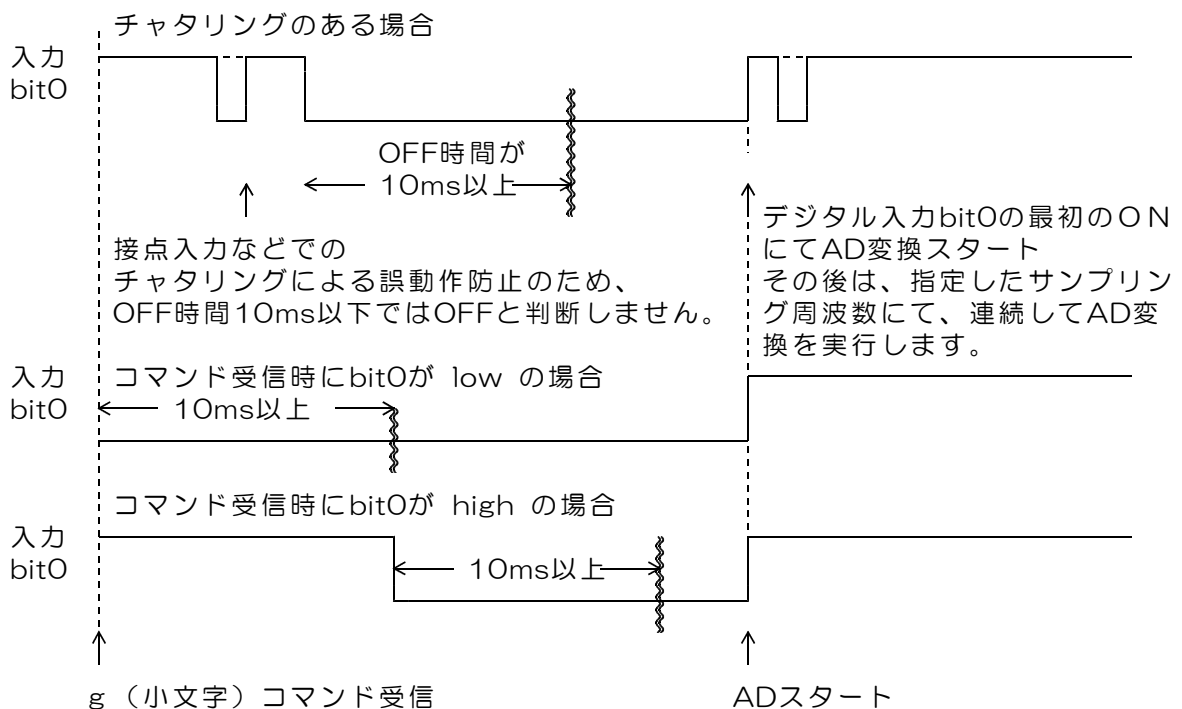 チャタリングのある場合
入力
bit0
OFF時間が
10ms以上
接点入力などでの
チャタリングによる誤動作防止のため、
OFF時間10ms以下ではOFFと判断しません。
デジタル入力bit0の最初のＯＮ
にてAD変換スタート
その後は、指定したサンプリン
グ周波数にて、連続してAD変
換を実行します。
入力
bit0
コマンド受信時にbit0が low の場合
10ms以上
コマンド受信時にbit0が high の場合
入力
bit0
10ms以上
g（小文字）コマンド受信
ADスタート